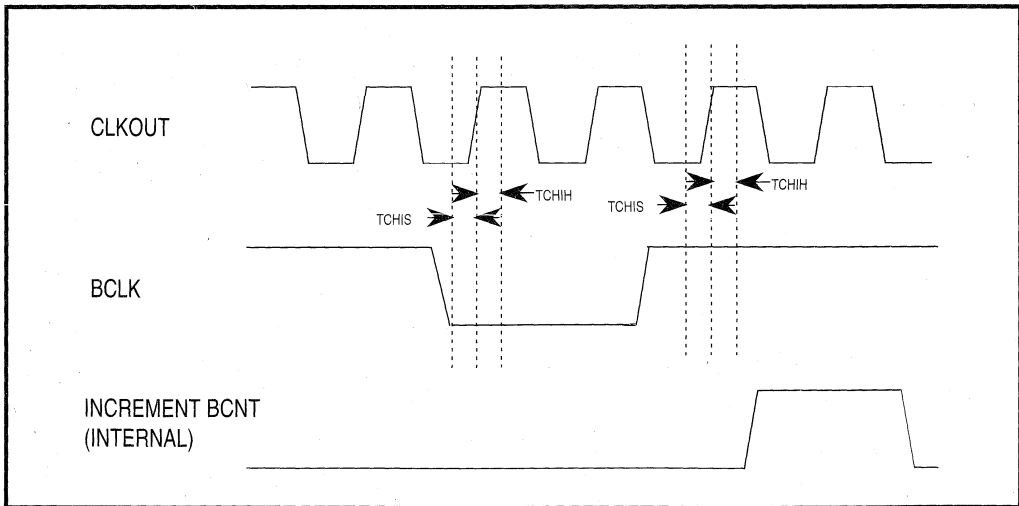 CLKOUT
TCHIH
TCHIS
TCHIH
TCHIS
BCLK
INCREMENT BCNT
(INTERNAL)